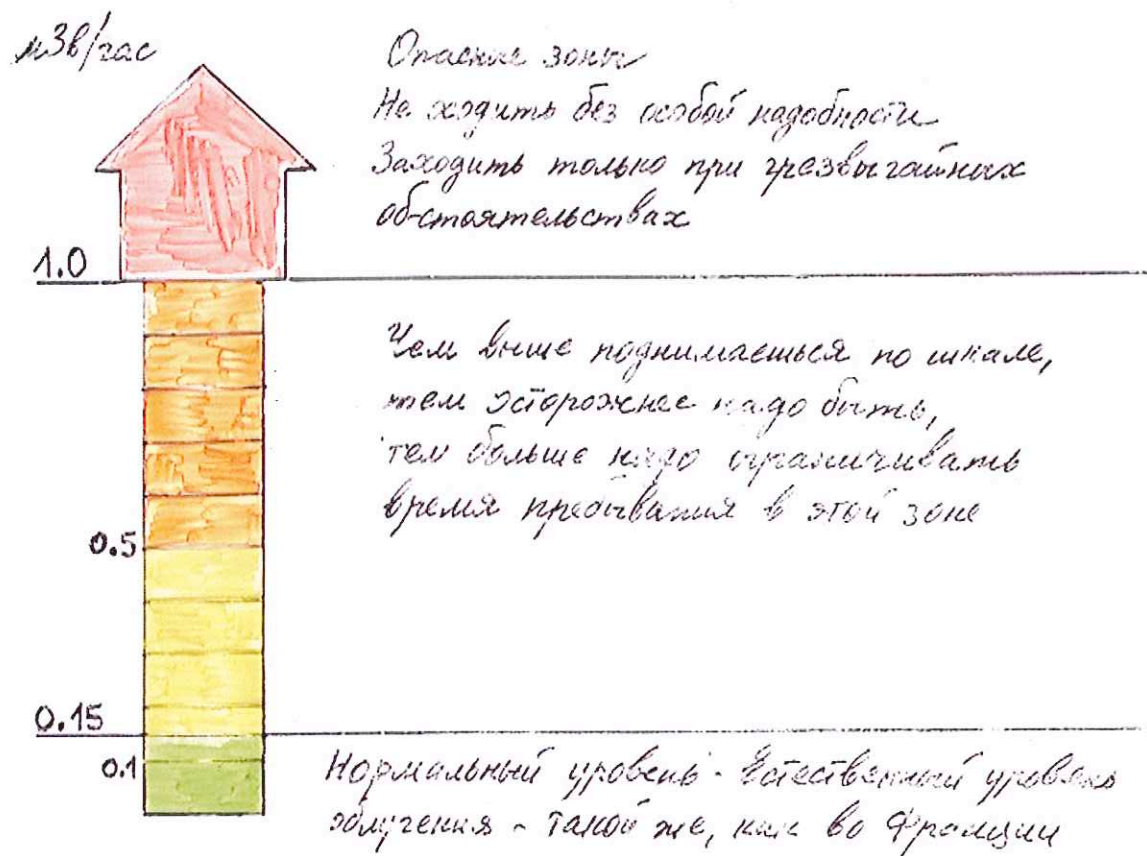 мЗв/час
Опасные зоны
Не ходить без особой надобности
Заходить только при чрезвычайных
обстоятельствах
1.0
Чем выше поднимаешься по шкале,
тем осторожнее надо быть,
тем больше надо ограничивать
время пребывания в этой зоне
0.5
0.15
0.1
Нормальный уровень - Естественный уровень
облучения - такой же, как во Франции